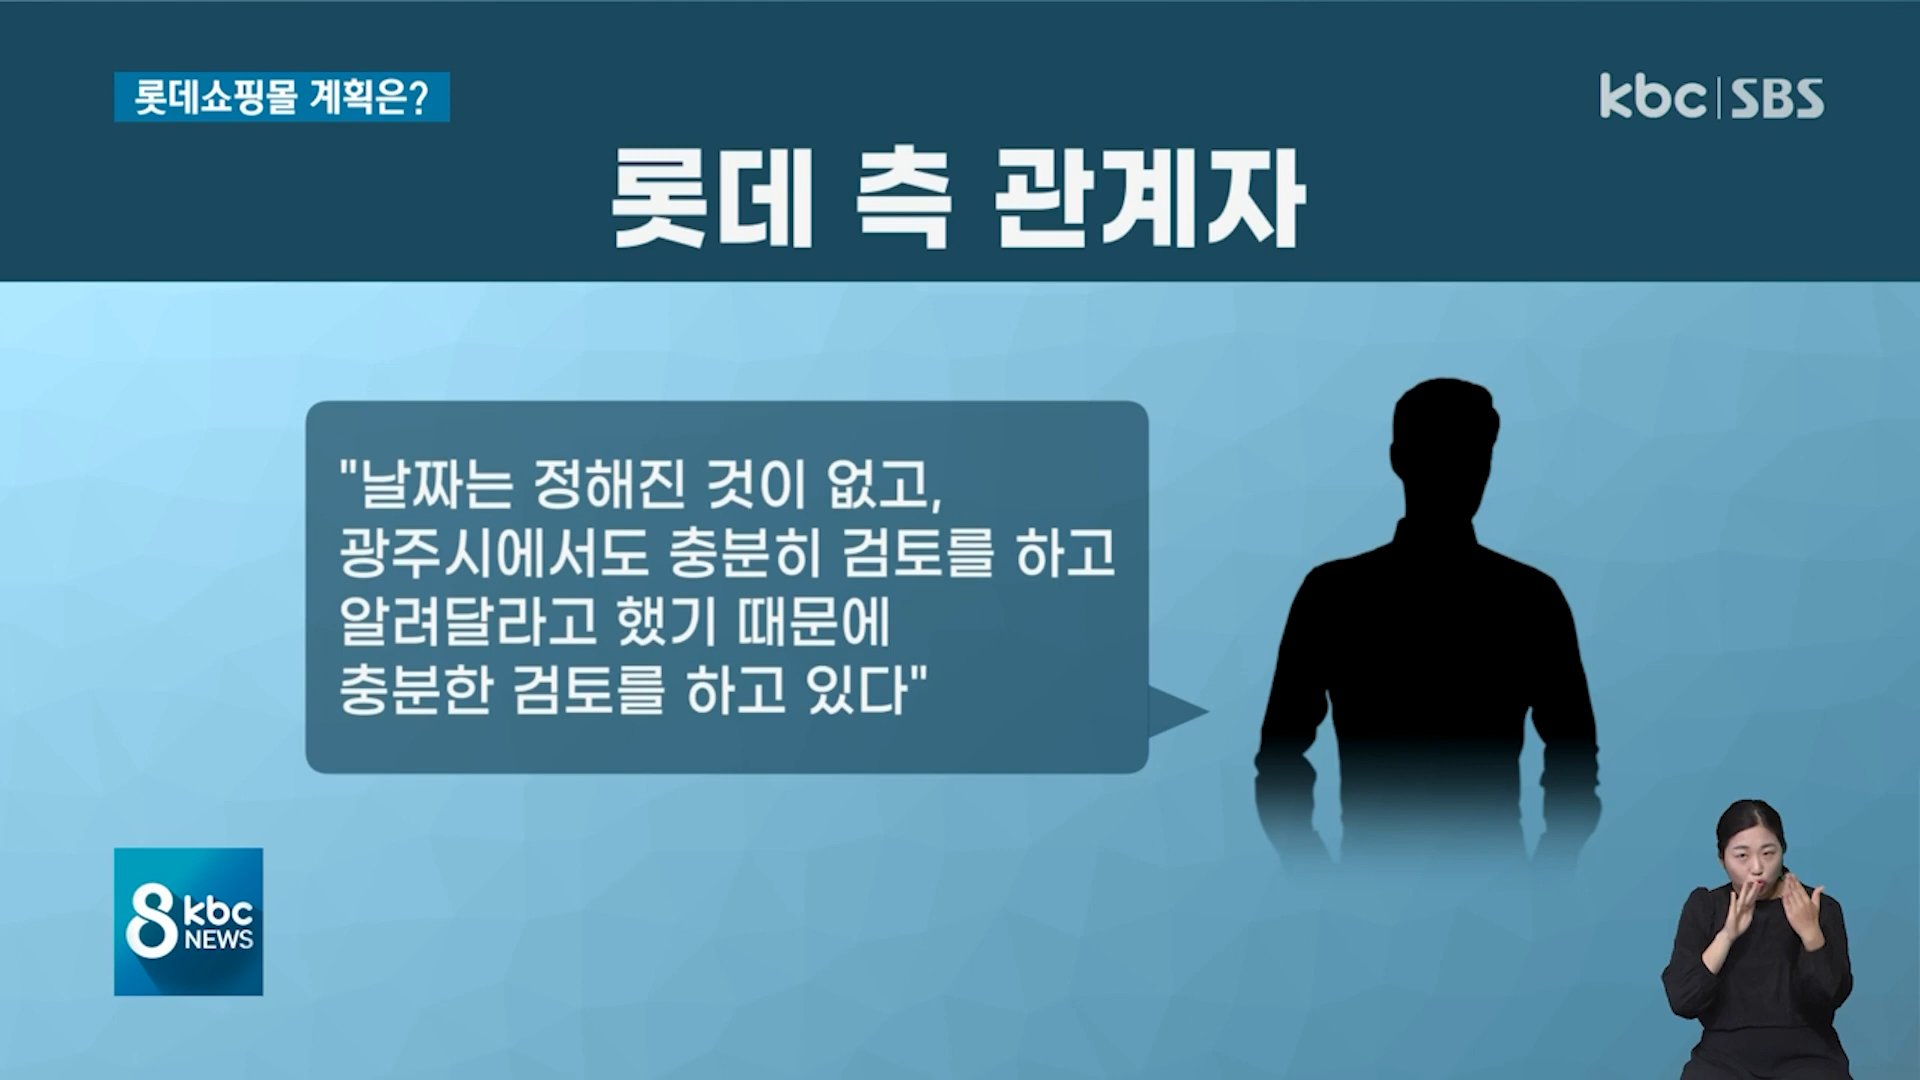 롯데쇼핑몰 계획은?
kbc SBS
롯데 측 관계자
"날짜는 정해진 것이 없고,
광주시에서도 충분히 검토를 하고
알려달라고 했기 때문에
충분한 검토를 하고 있다"
8 kbc
NEWS